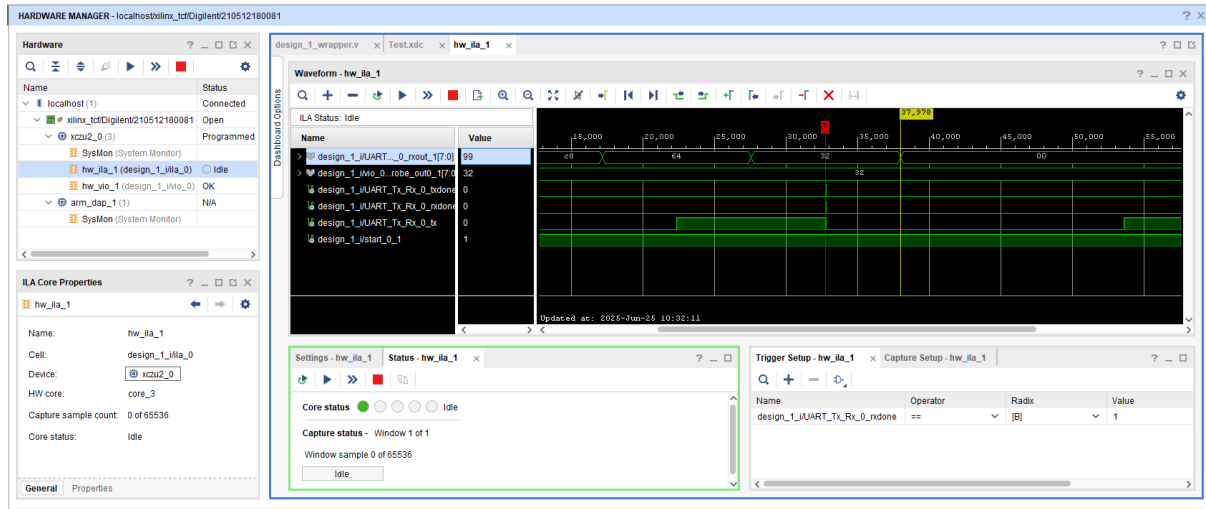 HARDWARE MANAGER - localhost/xilinx_tcf/Digilent/210512180081
Hardware
Name Status
localhost (1) Connected
xilinx_tcf/Digilent/210512180081 Open
xczu2_0 (3) Programmed
SysMon (System Monitor)
hw_ila_1 (design_1_i/ila_0) Idle
hw_vio_1 (design_1_i/vio_0) OK
arm_dap_1 (1) N/A
SysMon (System Monitor)
ILA Core Properties
hw_ila_1
Name: hw_ila_1
Cell: design_1_i/ila_0
Device: xczu2_0
HW core: core_3
Capture sample count: 0 of 65536
Core status: Idle
General Properties
design_1_wrapper.v Test.xdc hw_ila_1
Dashboard Options
Waveform - hw_ila_1
ILA Status: Idle
Name Value
design_1_i/UART..._0_rxout_1[7:0] 99
design_1_i/vio_0...robe_out0_1[7:0 32
design_1_i/UART_Tx_Rx_0_txdone 0
design_1_i/UART_Tx_Rx_0_rxdone 0
design_1_i/UART_Tx_Rx_0_tx 0
design_1_i/start_0_1 1
37,978
15,000 20,000 25,000 30,000 35,000 40,000 45,000 50,000 55,000
e8 64 32 00
32
Updated at: 2025-Jun-25 10:32:11
Settings - hw_ila_1 Status - hw_ila_1
Core status Idle
Capture status - Window 1 of 1
Window sample 0 of 65536
Idle
Trigger Setup - hw_ila_1 Capture Setup - hw_ila_1
Name Operator Radix Value
design_1_i/UART_Tx_Rx_0_rxdone == [B] 1